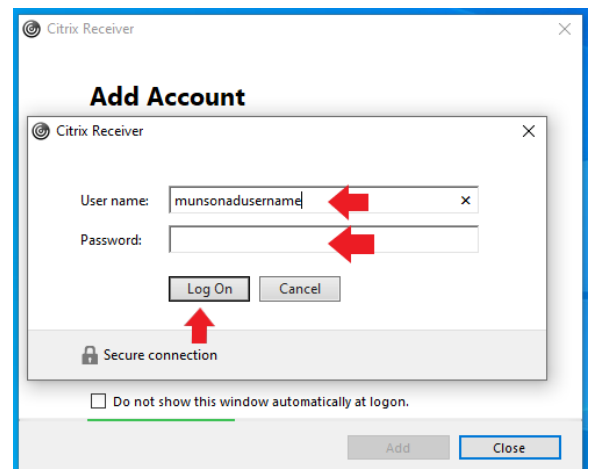 Citrix Receiver
Add Account
Citrix Receiver
User name: munsonadusername
Password:
Log On Cancel
Secure connection
Do not show this window automatically at logon.
Add Close